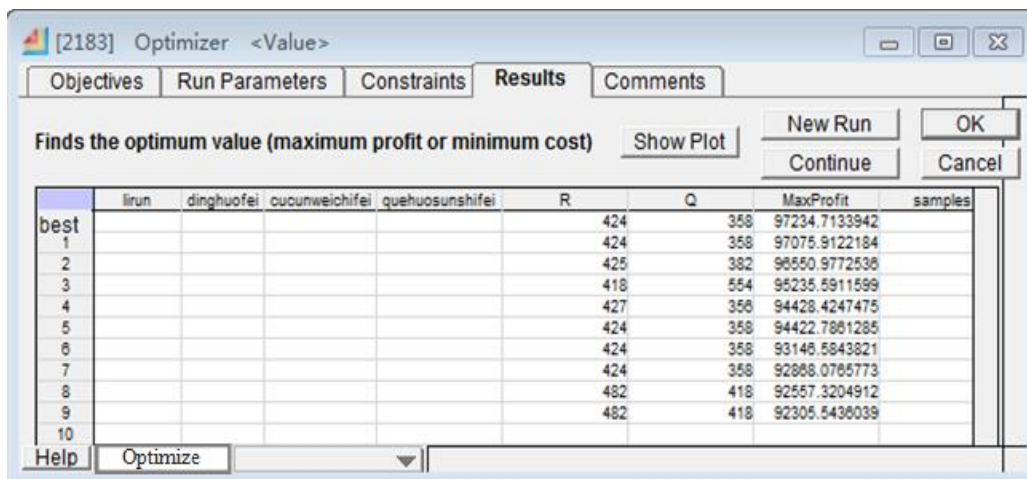 [2183] Optimizer <Value>
Objectives Run Parameters Constraints Results Comments
Finds the optimum value (maximum profit or minimum cost) Show Plot New Run OK
Continue Cancel
lirun dinghuofei cucunweichifei quehuosunshifei R Q MaxProfit samples
best 424 358 97234.7133942
1 424 358 97075.9122184
2 425 382 96550.9772536
3 418 554 95235.5911599
4 427 356 94428.4247475
5 424 358 94422.7861285
6 424 358 93146.5843821
7 424 358 92868.0765773
8 482 418 92557.3204912
9 482 418 92305.5436039
10
Help Optimize